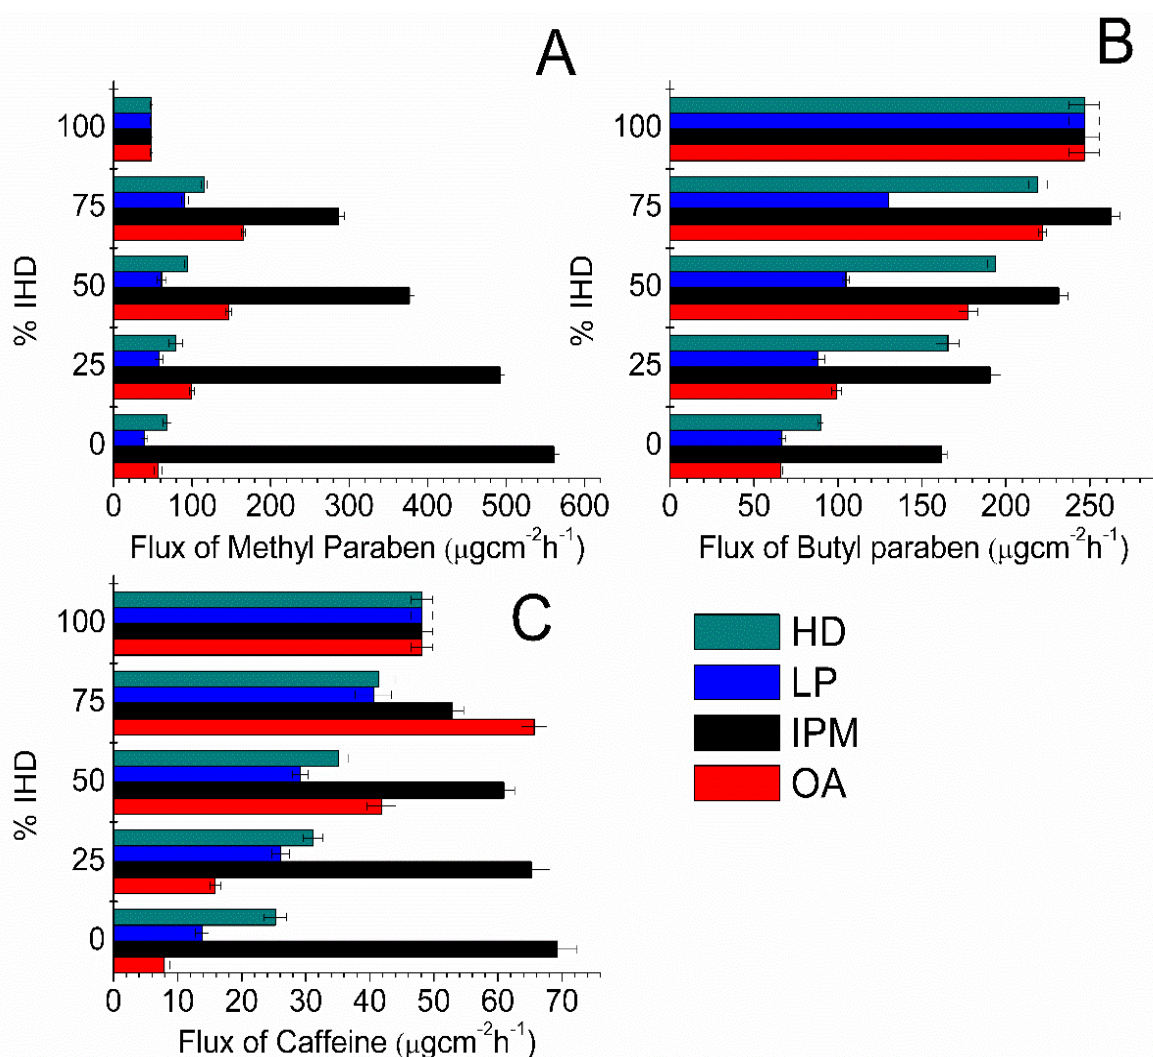 A
100
75
50
25
0
% IHD
0 100 200 300 400 500 600
Flux of Methyl Paraben (µgcm⁻²h⁻¹)
B
100
75
50
25
0
% IHD
0 50 100 150 200 250
Flux of Butyl paraben (µgcm⁻²h⁻¹)
C
100
75
50
25
0
% IHD
0 10 20 30 40 50 60 70
Flux of Caffeine (µgcm⁻²h⁻¹)
HD
LP
IPM
OA